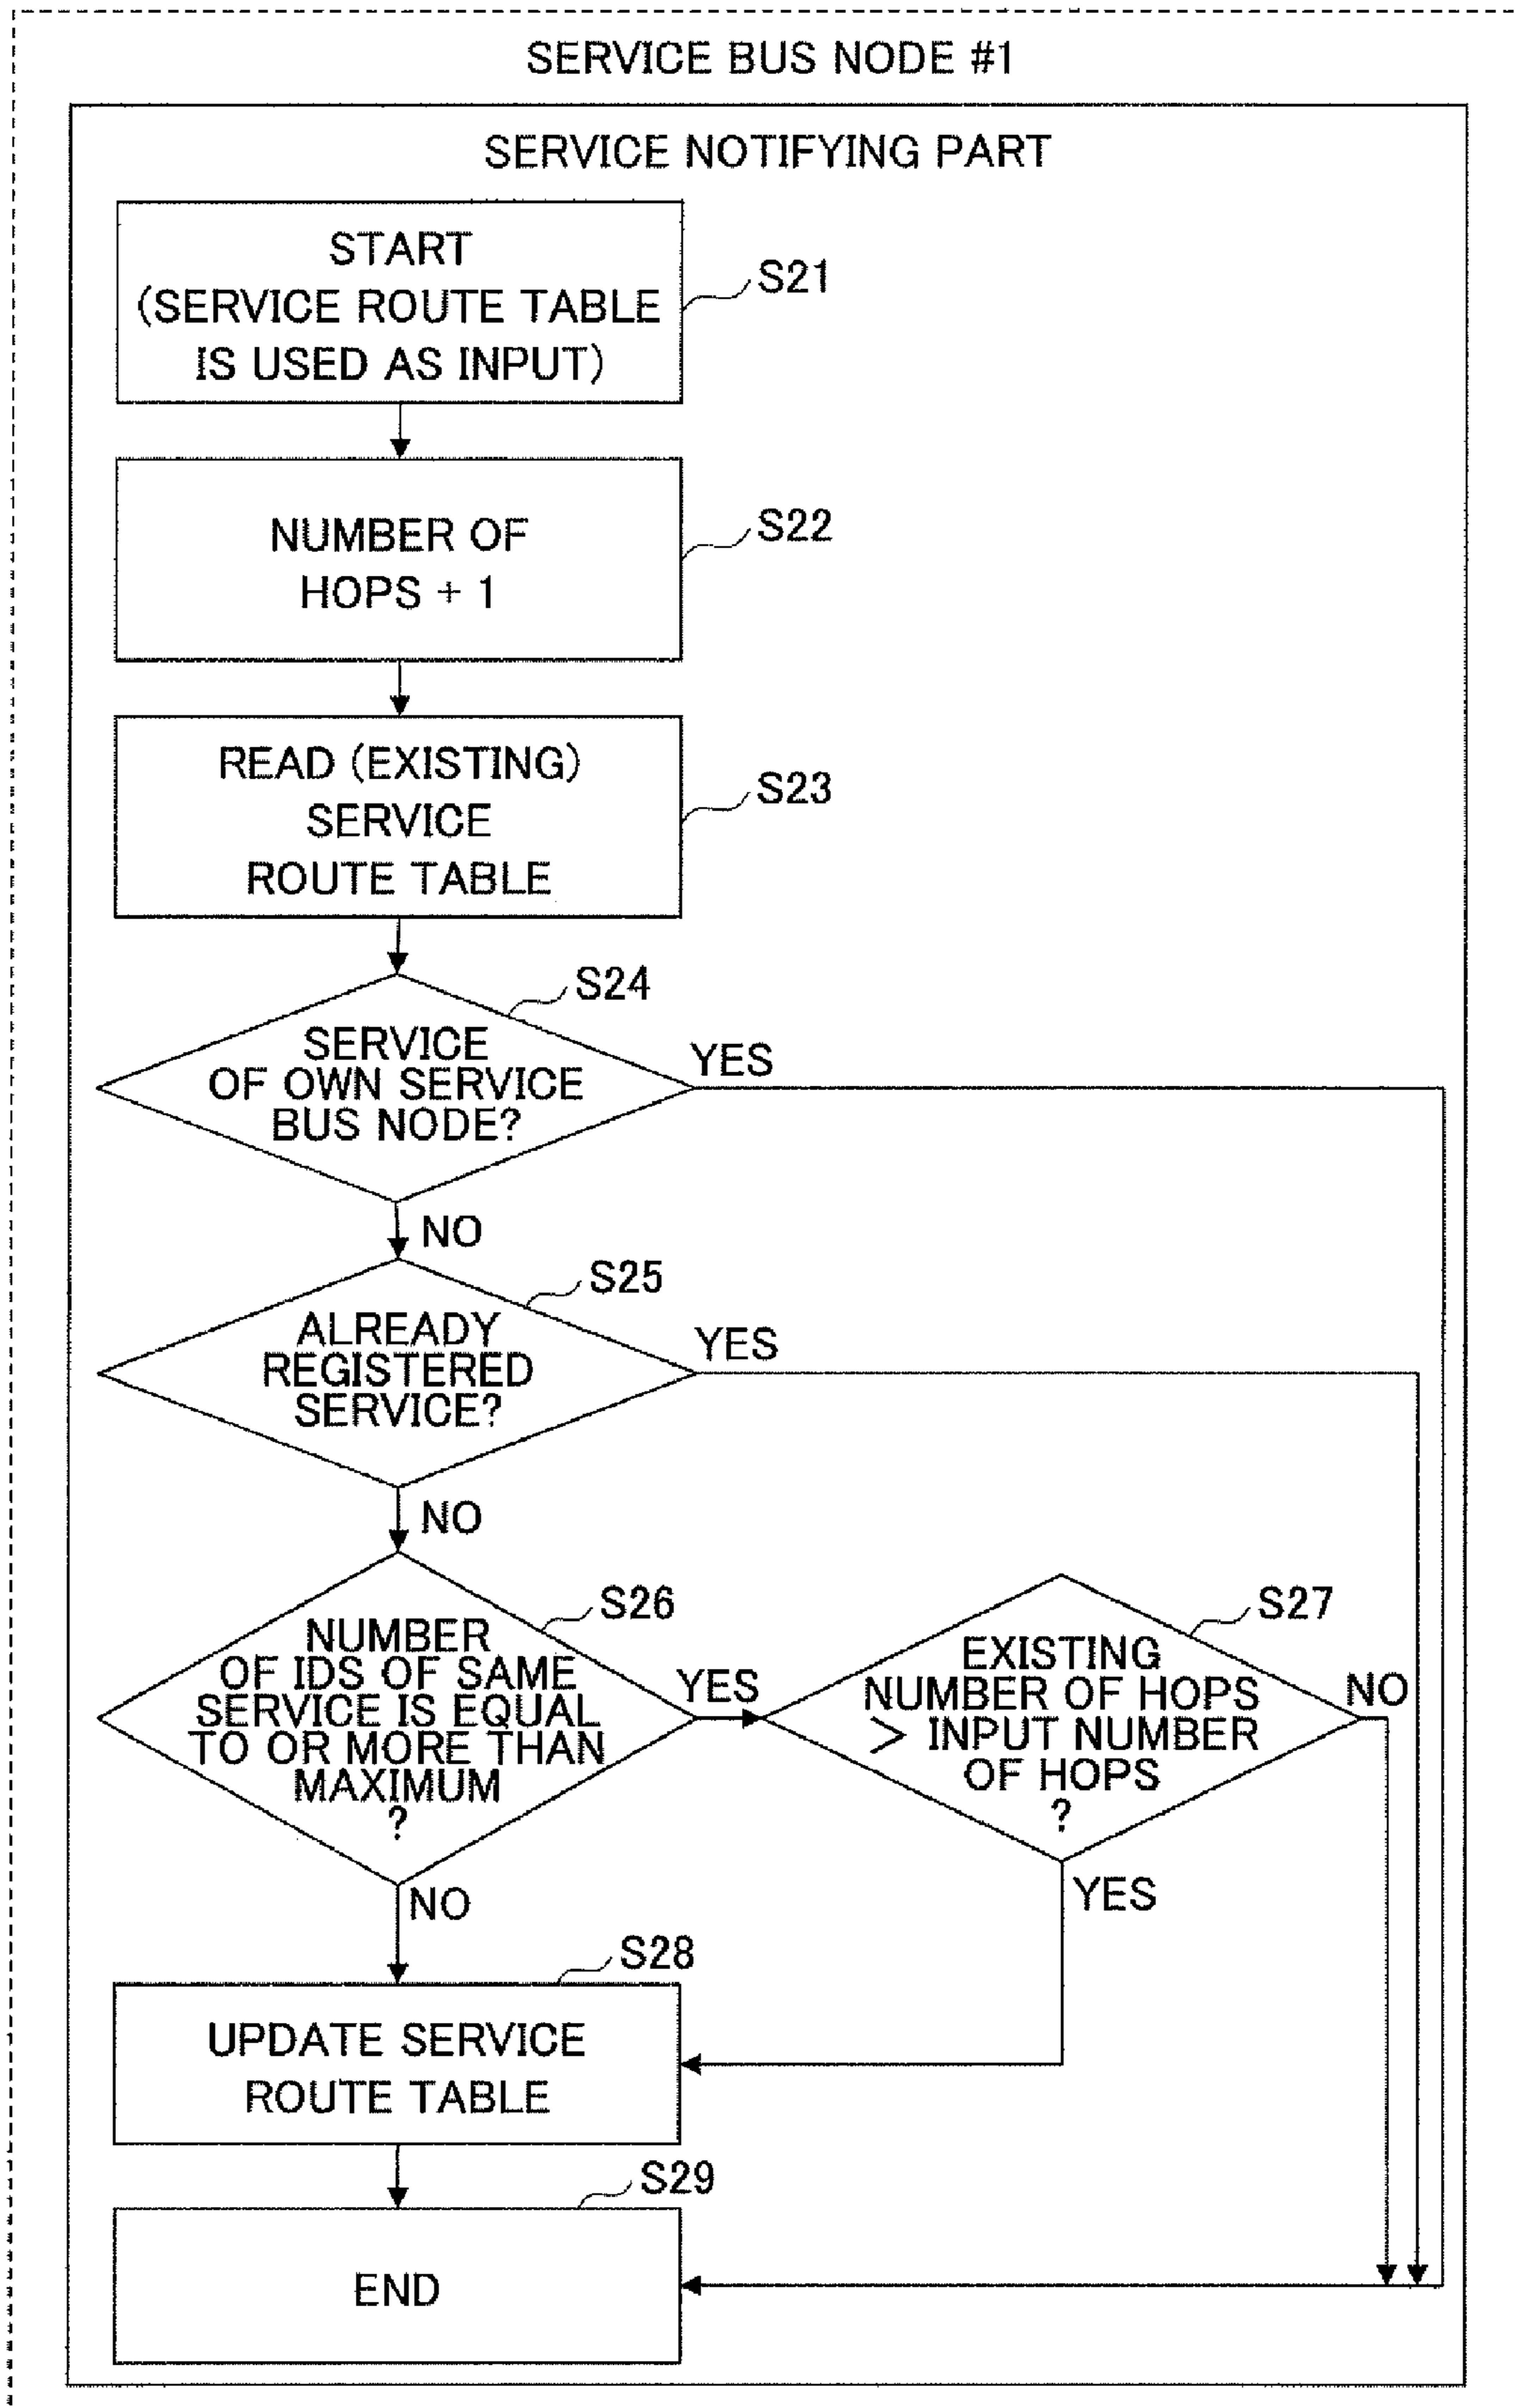 SERVICE BUS NODE #1
SERVICE NOTIFYING PART
START
(SERVICE ROUTE TABLE
IS USED AS INPUT)
S21
NUMBER OF
HOPS + 1
S22
READ (EXISTING)
SERVICE
ROUTE TABLE
S23
S24
SERVICE
OF OWN SERVICE
BUS NODE?
YES
NO
S25
ALREADY
REGISTERED
SERVICE?
YES
NO
S26
NUMBER
OF IDS OF SAME
SERVICE IS EQUAL
TO OR MORE THAN
MAXIMUM
?
YES
S27
EXISTING
NUMBER OF HOPS
> INPUT NUMBER
OF HOPS
?
NO
YES
NO
S28
UPDATE SERVICE
ROUTE TABLE
S29
END